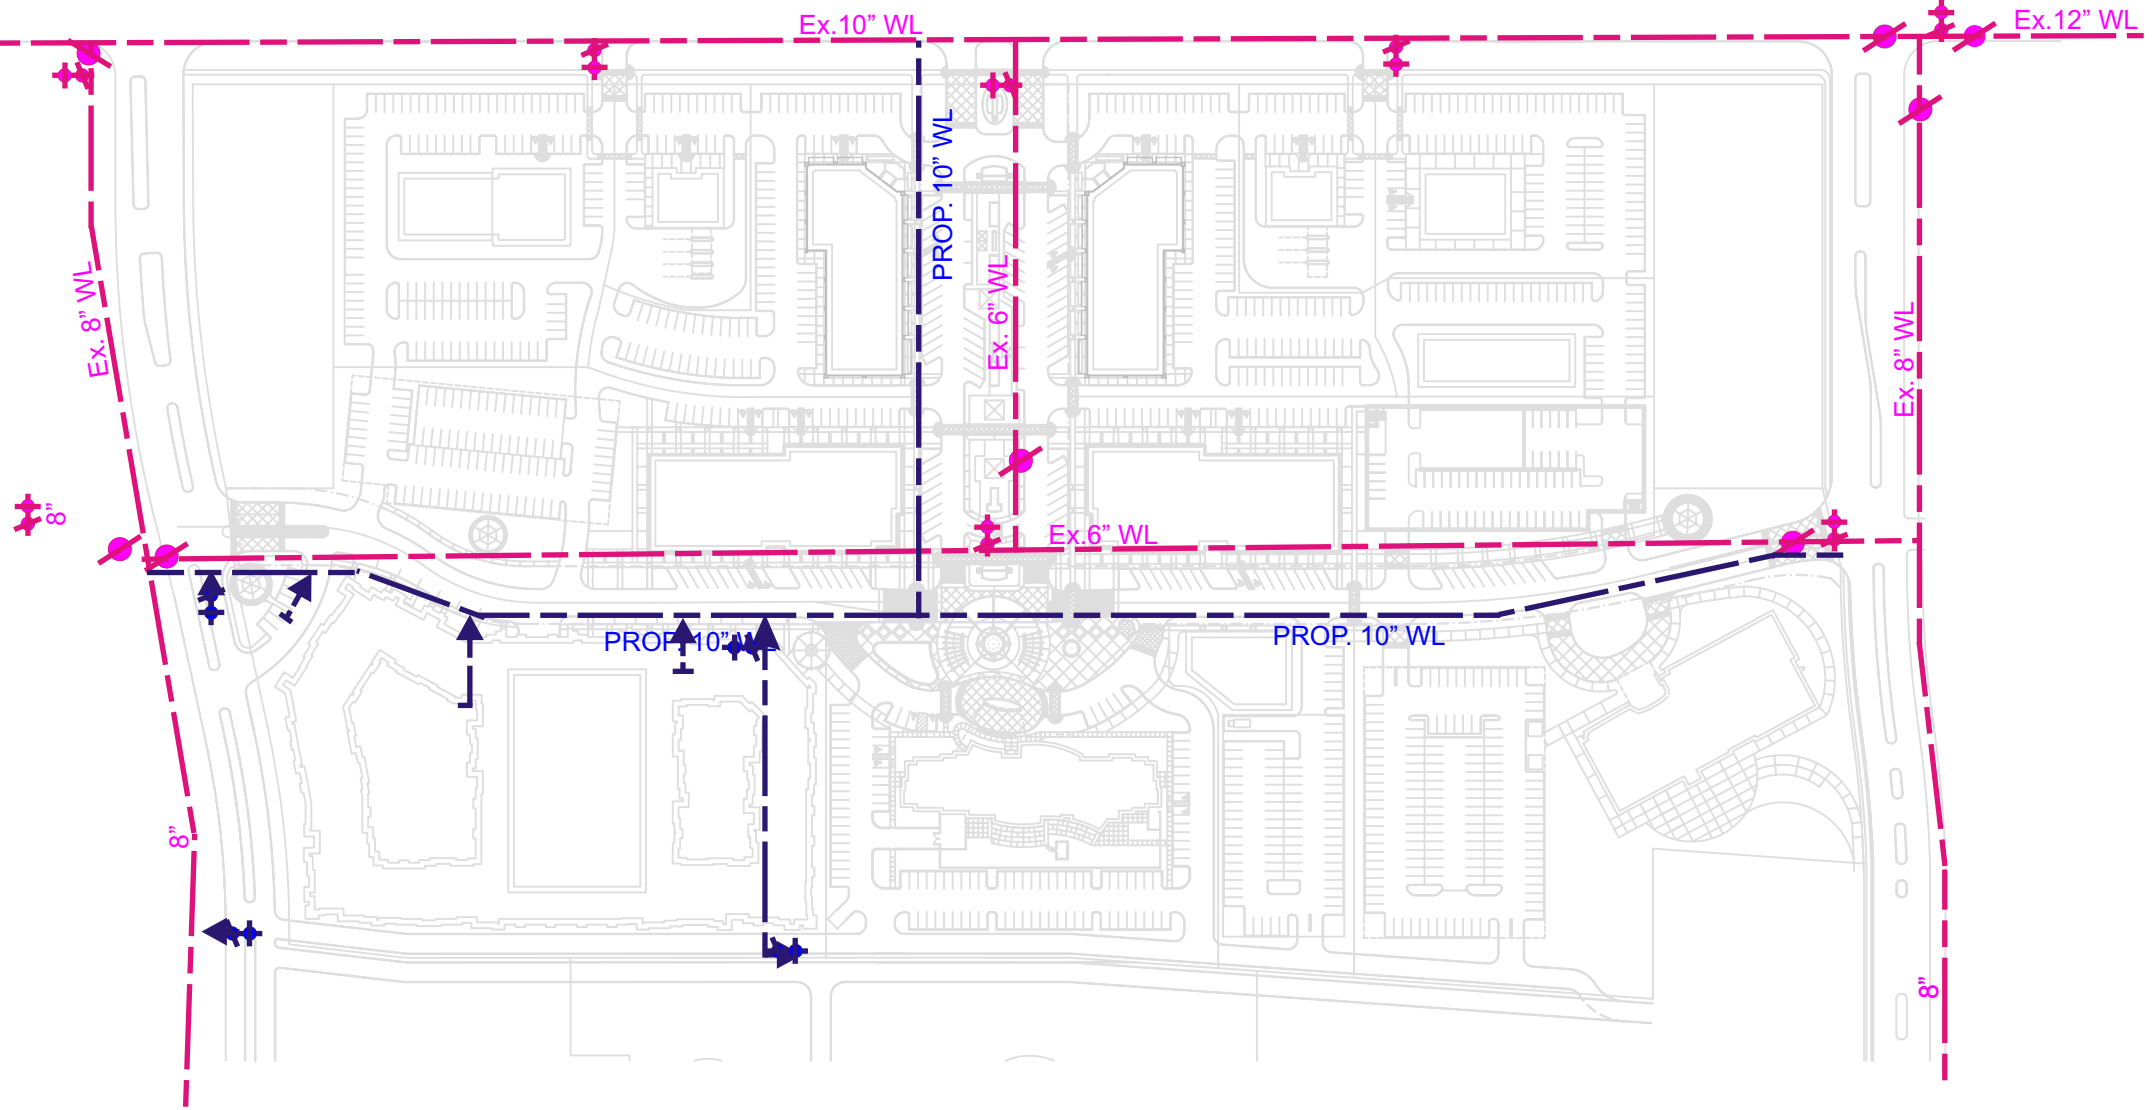 Ex.10” WL
Ex.12” WL
PROP. 10” WL
Ex. 8” WL
Ex. 6” WL
Ex. 8” WL
8”
Ex.6” WL
PROP. 10” WL
PROP. 10” WL
8”
8”